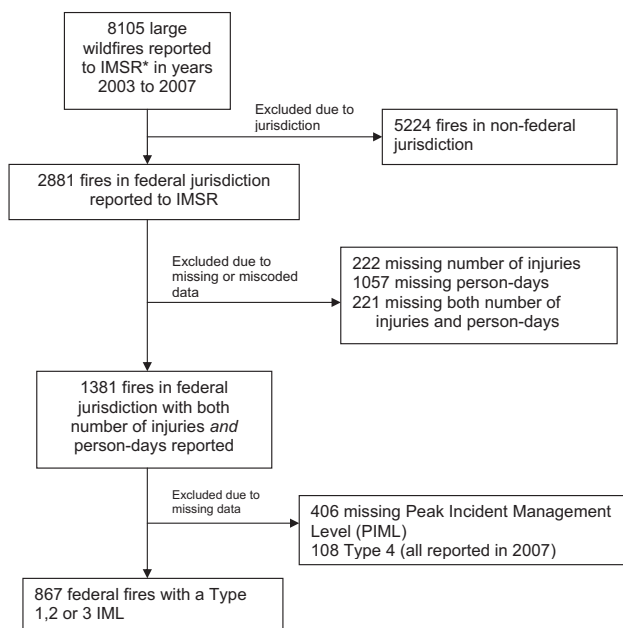 8105 large
wildfires reported
to IMSR* in years
2003 to 2007
Excluded due to
jurisdiction
5224 fires in non-federal
jurisdiction
2881 fires in federal jurisdiction
reported to IMSR
Excluded due to
missing or miscoded
data
222 missing number of injuries
1057 missing person-days
221 missing both number of
injuries and person-days
1381 fires in federal
jurisdiction with both
number of injuries and
person-days reported
Excluded due to
missing data
406 missing Peak Incident Management
Level (PIML)
108 Type 4 (all reported in 2007)
867 federal fires with a Type
1,2 or 3 IML